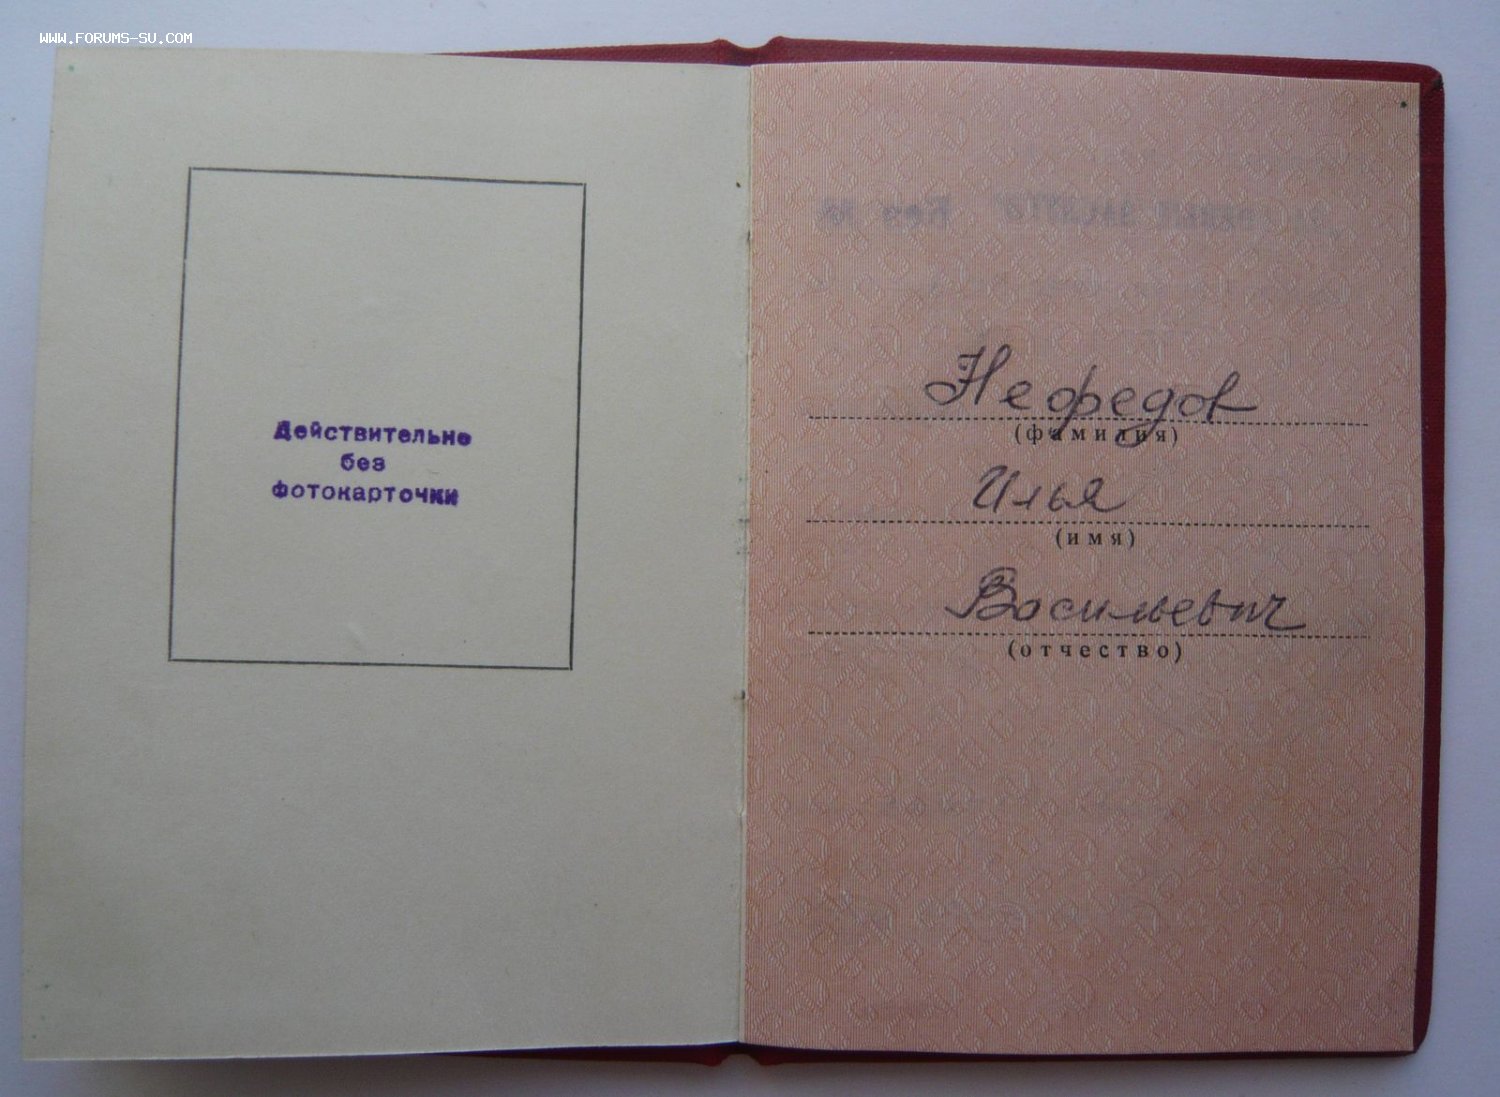 WWW.FORUMS-SU.COM
Действительно
без
фотокарточки
Нефедов
(фамилия)
Илья
(имя)
Васильевич
(отчество)